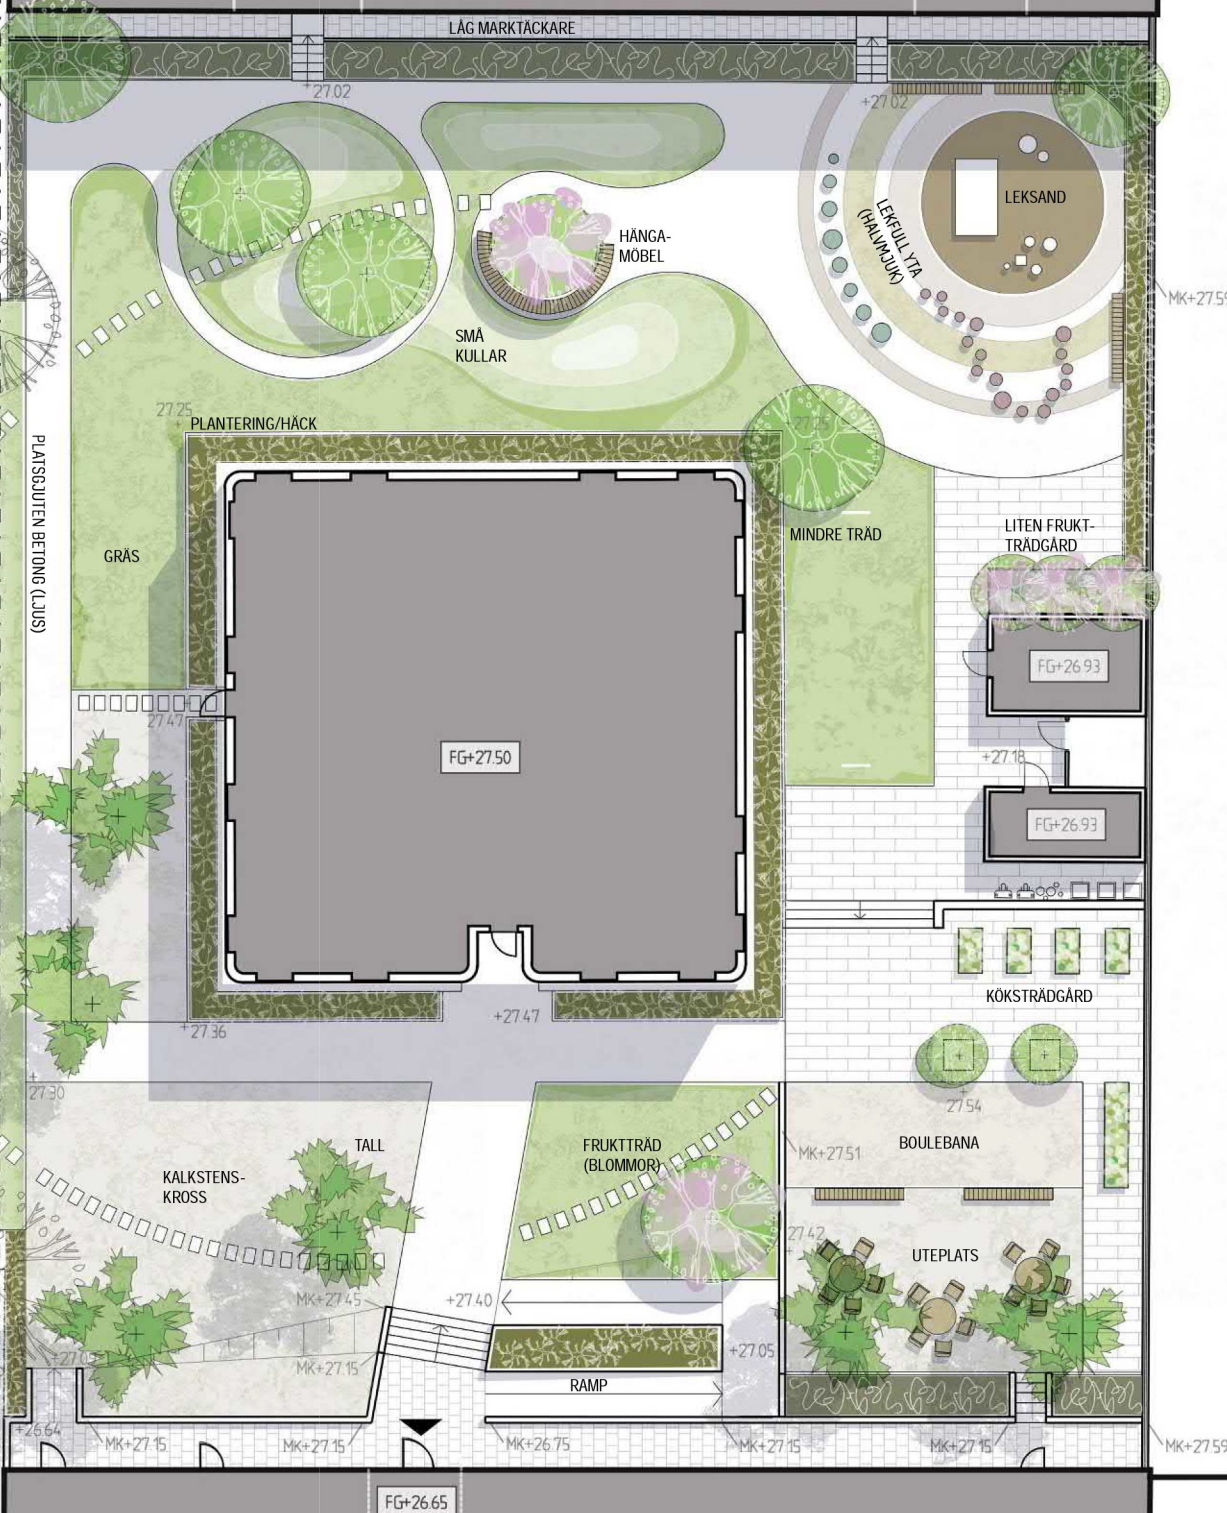 LÅG MARKTÄCKARE
+27.02
+27.02
LEKSAND
LEKFULL YTA
(HALVMJUK)
HÄNGA-
MÖBEL
MK+27.59
SMÅ
KULLAR
27.25
PLANTERING/HÄCK
27.25
PLATSGJUTEN BETONG (LJUS)
GRÄS
MINDRE TRÄD
LITEN FRUKT-
TRÄDGÅRD
FG+26.93
27.47
FG+27.50
+27.18
FG+26.93
KÖKSTRÄDGÅRD
+27.47
+27.36
27.30
27.54
TALL
FRUKTTRÄD
(BLOMMOR)
MK+27.51
BOULEBANA
KALKSTENS-
KROSS
27.42
UTEPLATS
MK+27.45
+27.40
+27.05
MK+27.15
RAMP
+26.64
MK+27.15
MK+27.15
MK+26.75
MK+27.15
MK+27.15
MK+27.59
FG+26.65